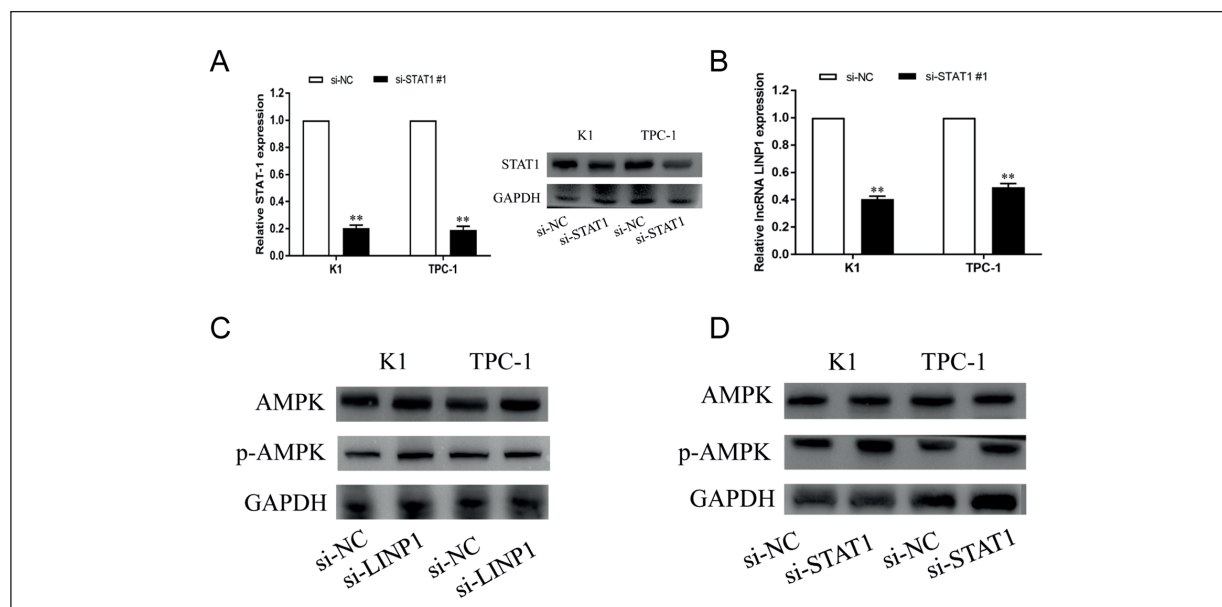 A
si-NC si-STAT1 #1
Relative STAT-1 expression
1.2
1.0
0.8
0.6
0.4
0.2
0.0
** **
K1 TPC-1
K1 TPC-1
STAT1
GAPDH
si-NC si-STAT1 si-NC si-STAT1
B
si-NC si-STAT1 #1
Relative lncRNA LINP1 expression
1.2
1.0
0.8
0.6
0.4
0.2
0.0
** **
K1 TPC-1
C
K1 TPC-1
AMPK
p-AMPK
GAPDH
si-NC si-LINP1 si-NC si-LINP1
D
K1 TPC-1
AMPK
p-AMPK
GAPDH
si-NC si-STAT1 si-NC si-STAT1